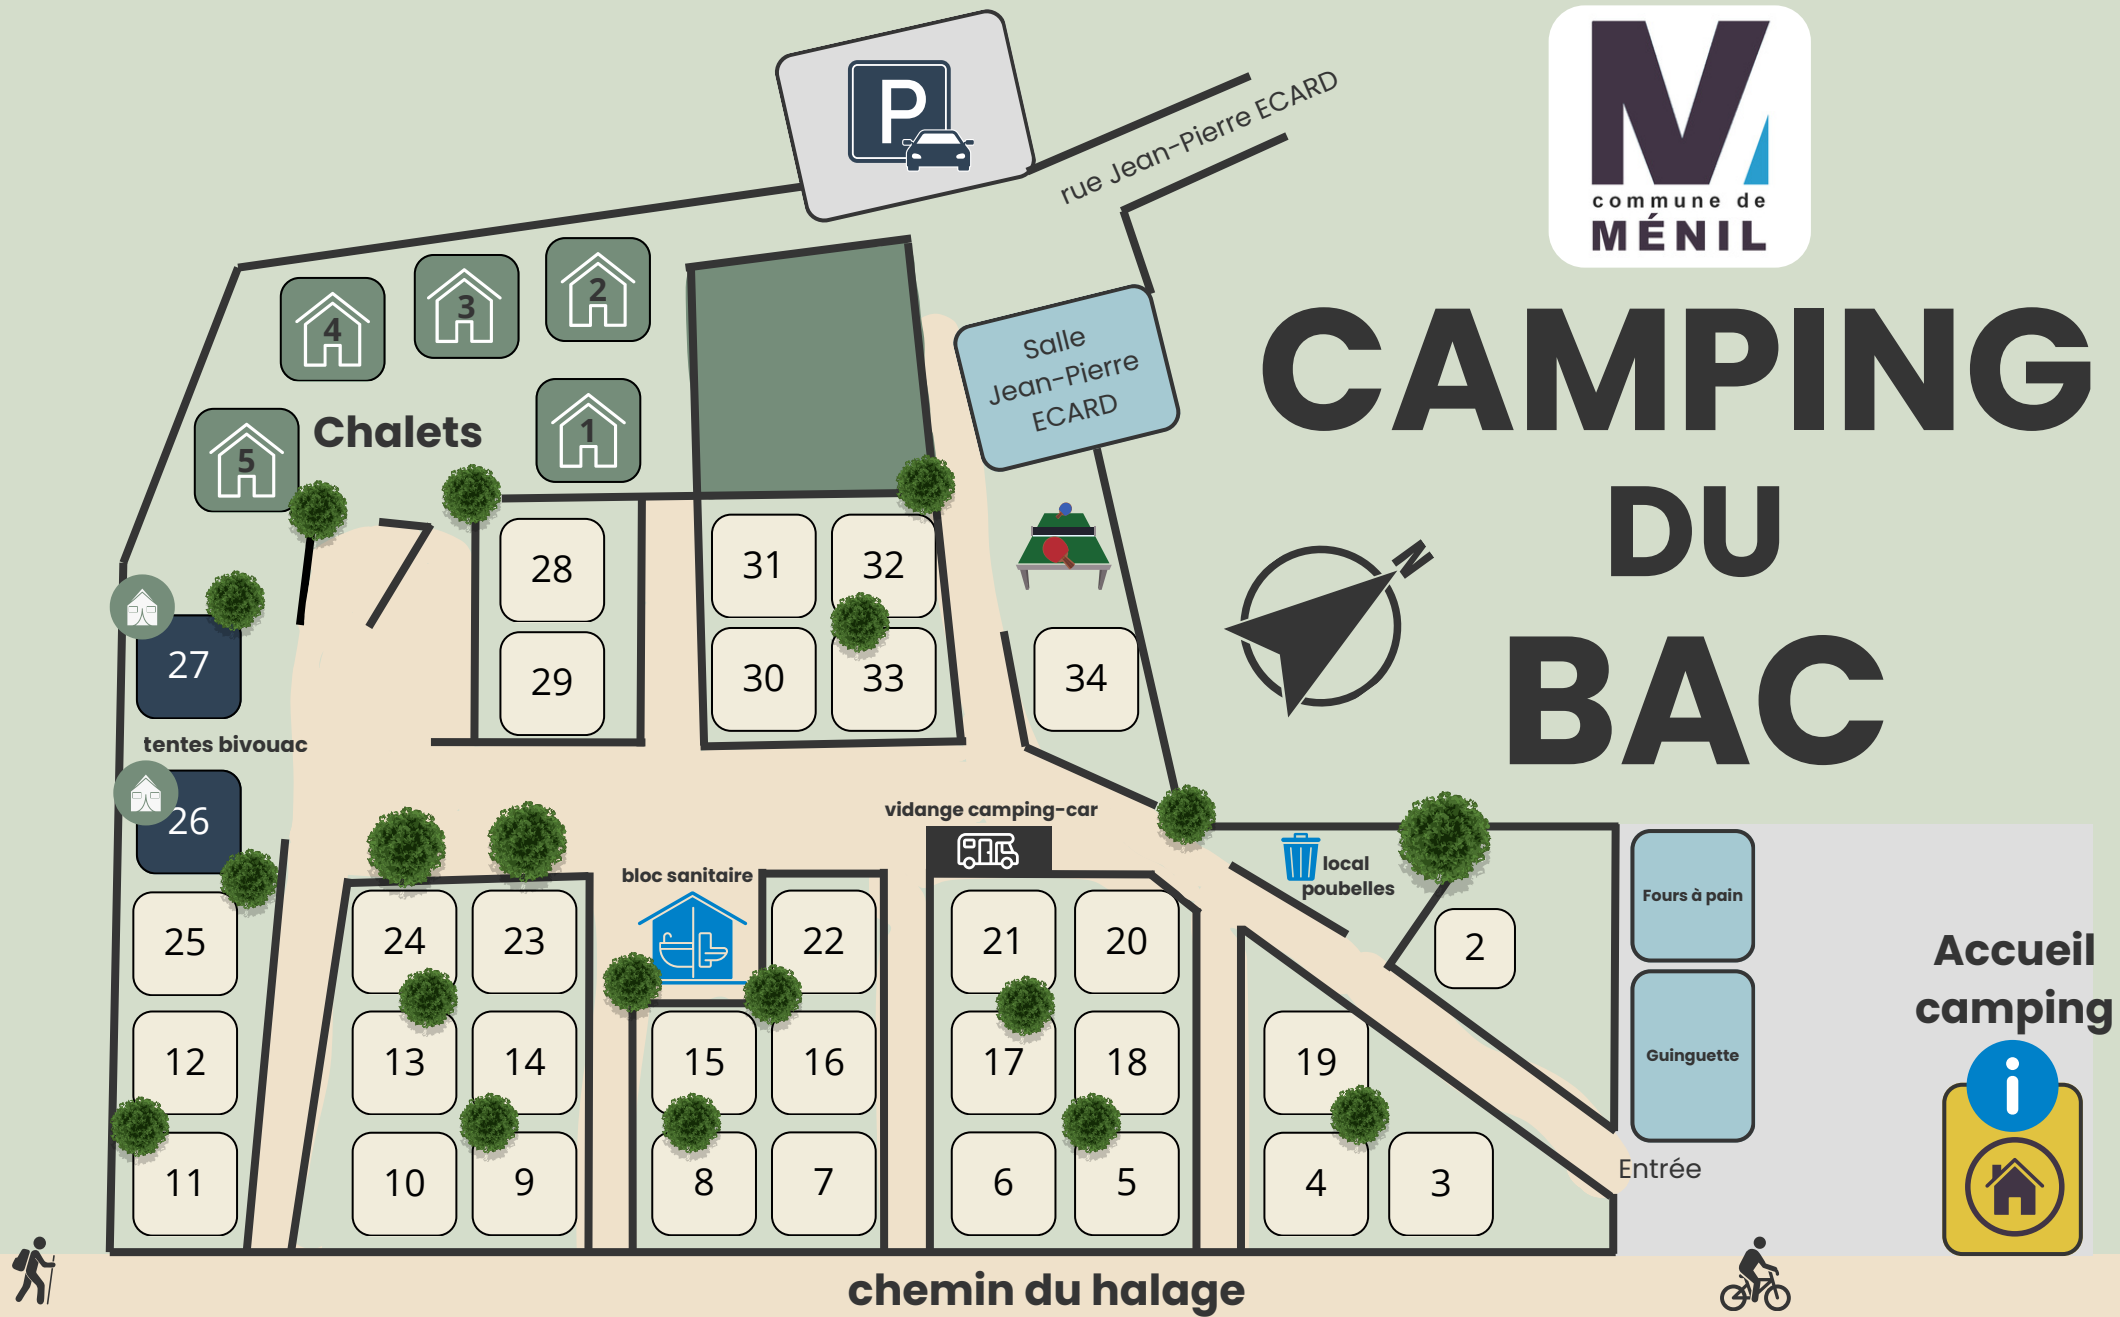 P
rue Jean-Pierre ECARD
M
commune de
MÉNIL
CAMPING
DU
BAC
N
4
3
2
5
1
Chalets
Salle
Jean-Pierre
ECARD
28
31
32
27
29
30
33
34
tentes bivouac
26
vidange camping-car
bloc sanitaire
local
poubelles
25
24
23
22
21
20
2
Fours à pain
Accueil
camping
i
12
13
14
15
16
17
18
19
Guinguette
Entrée
11
10
9
8
7
6
5
4
3
chemin du halage